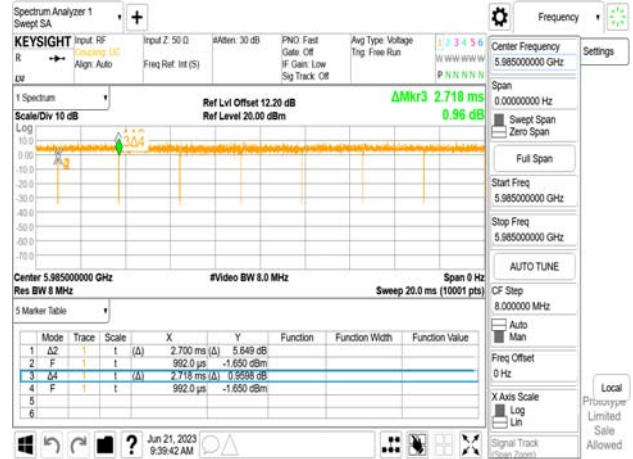 Spectrum Analyzer 1
Swept SA
+
Frequency
KEYSIGHT
Input: RF
Coupling: DC
Align: Auto
Input Z: 50 Ω
Freq Ref: Int (S)
#Atten: 30 dB
PNO: Fast
Gate: Off
IF Gain: Low
Sig Track: Off
Avg Type: Voltage
Trig: Free Run
1 2 3 4 5 6
W W W W W W
P N N N N N
R
1 Spectrum
Scale/Div 10 dB
Ref Lvl Offset 12.20 dB
Ref Level 20.00 dBm
ΔMkr3 2.718 ms
0.96 dB
Log
10.0
0.00
-10.0
-20.0
-30.0
-40.0
-50.0
-60.0
-70.0
3Δ4
Center 5.985000000 GHz
Res BW 8 MHz
#Video BW 8.0 MHz
Span 0 Hz
Sweep 20.0 ms (10001 pts)
5 Marker Table
Mode Trace Scale X Y Function Function Width Function Value
1 Δ2 1 t (Δ) 2.700 ms (Δ) 5.649 dB
2 F 1 t 992.0 µs -1.650 dBm
3 Δ4 1 t (Δ) 2.718 ms (Δ) 0.9598 dB
4 F 1 t 992.0 µs -1.650 dBm
5
6
Jun 21, 2023
9:39:42 AM
Center Frequency
5.985000000 GHz
Settings
Span
0.00000000 Hz
Swept Span
Zero Span
Full Span
Start Freq
5.985000000 GHz
Stop Freq
5.985000000 GHz
AUTO TUNE
CF Step
8.000000 MHz
Auto
Man
Freq Offset
0 Hz
X Axis Scale
Log
Lin
Signal Track
(Span Zoom)
Local
Prototype
Limited
Sale
Allowed